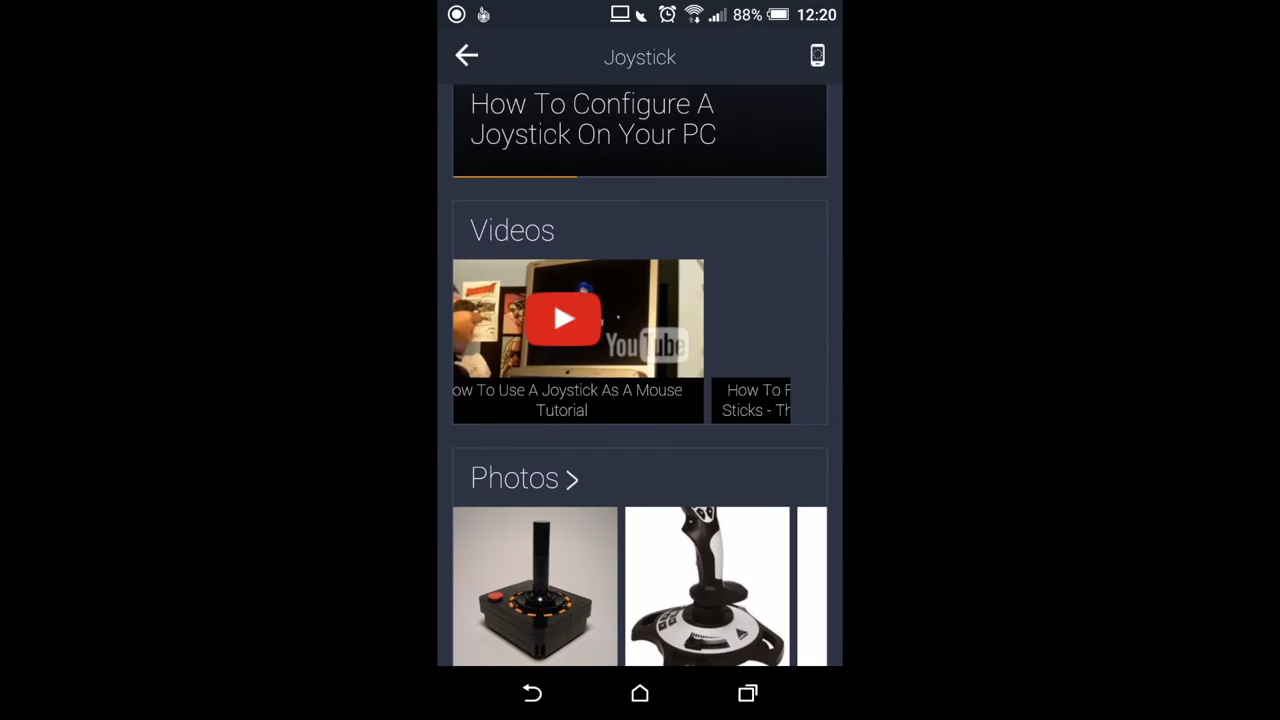 88% 12:20
Joystick
How To Configure A
Joystick On Your PC
Videos
YouTube
ow To Use A Joystick As A Mouse
Tutorial
How To F
Sticks - Th
Photos >